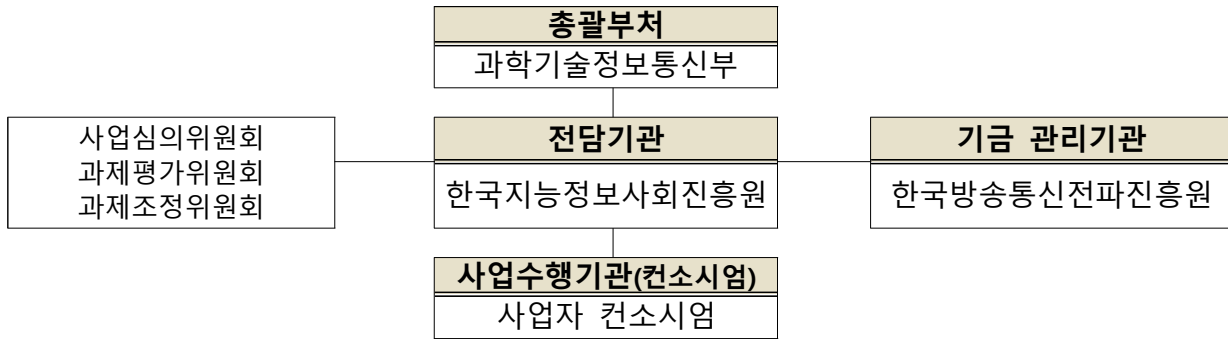 총괄부처
과학기술정보통신부
사업심의위원회
과제평가위원회
과제조정위원회
전담기관
한국지능정보사회진흥원
기금 관리기관
한국방송통신전파진흥원
사업수행기관(컨소시엄)
사업자 컨소시엄